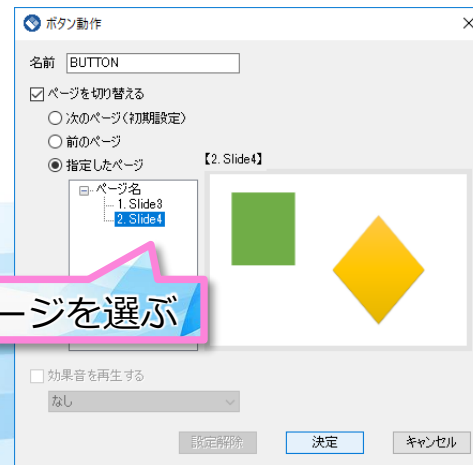 ボタン動作
名前 BUTTON
ページを切り替える
次のページ(初期設定)
前のページ
指定したページ
【2. Slide4】
ページ名
1. Slide3
2. Slide4
ージを選ぶ
効果音を再生する
なし
設定解除 決定 キャンセル